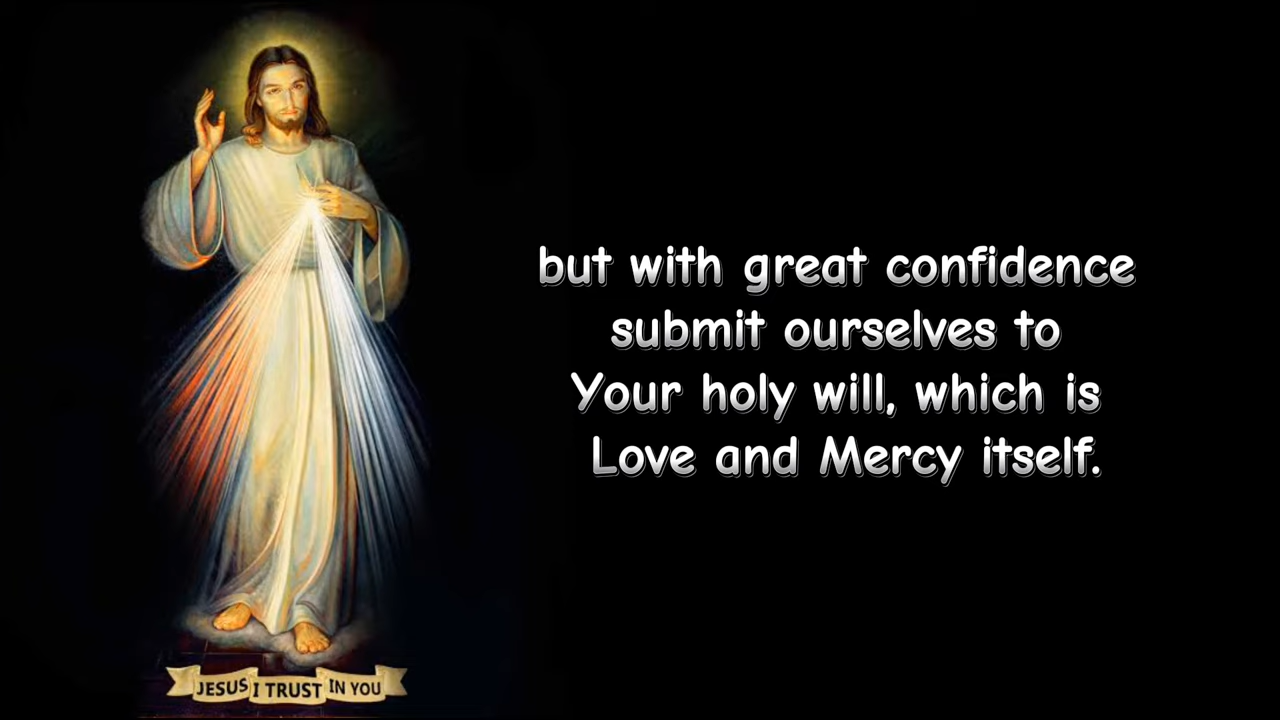 but with great confidence
submit ourselves to
Your holy will, which is
Love and Mercy itself.
JESUS I TRUST IN YOU